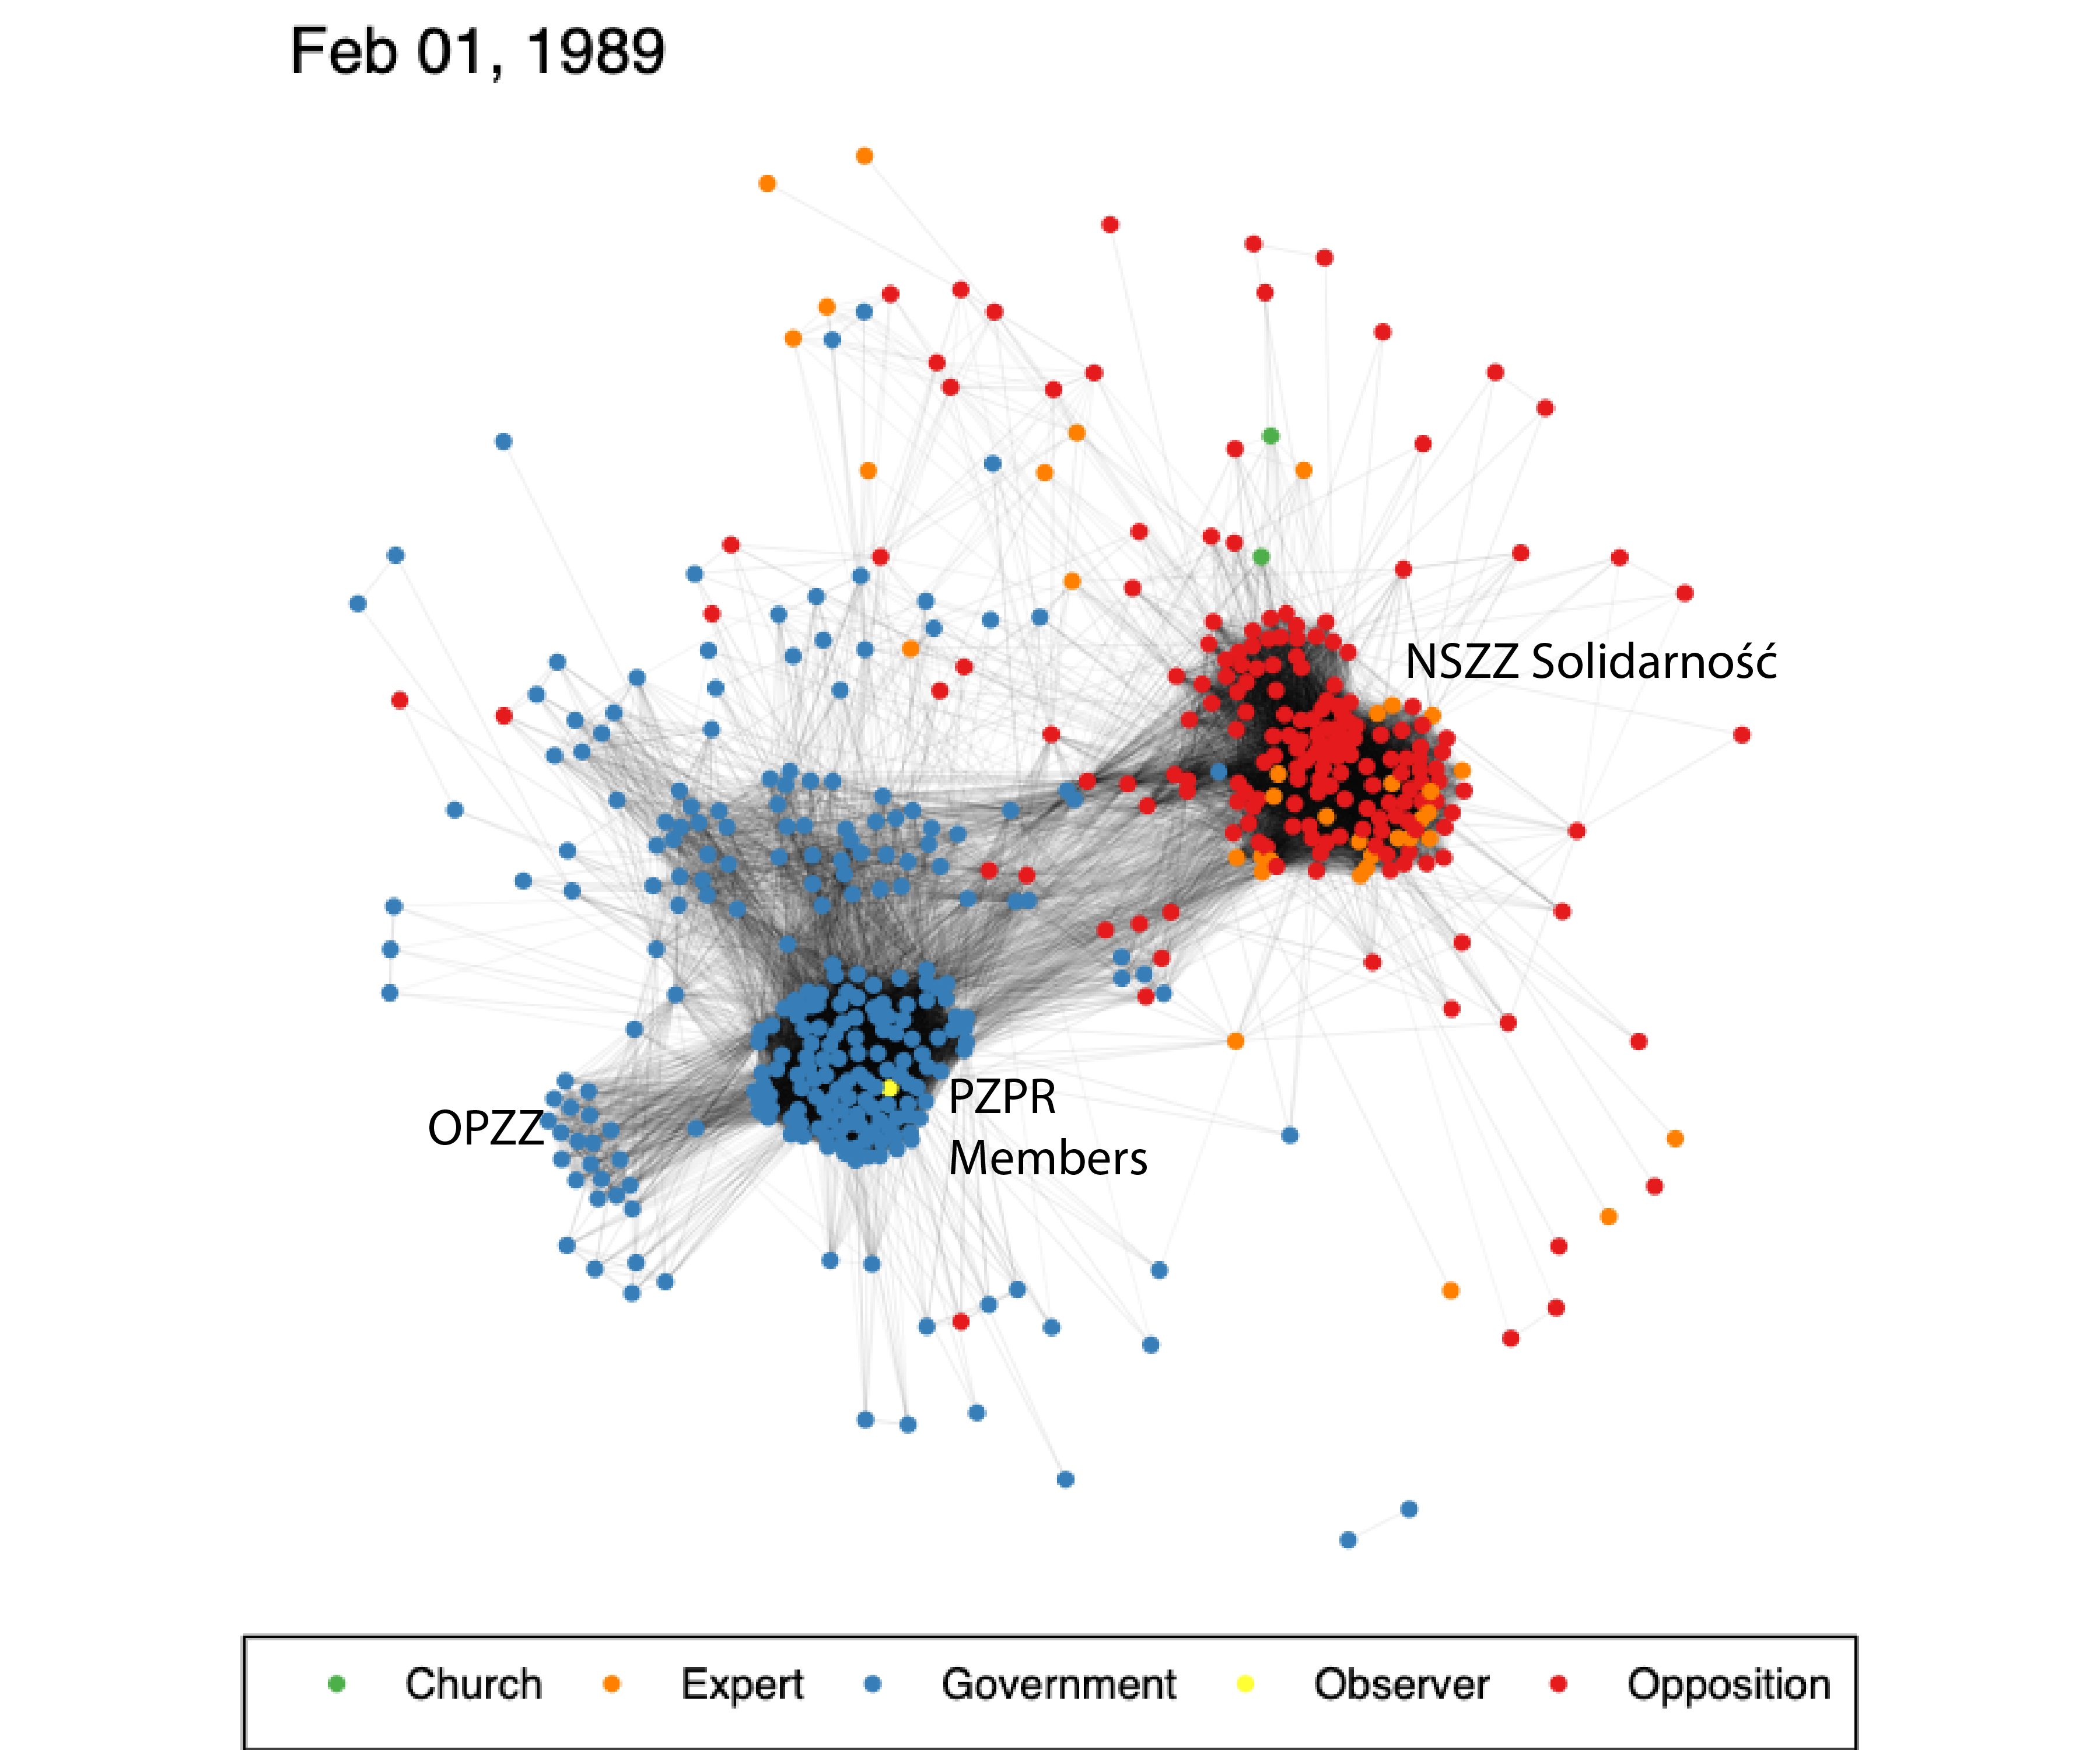 Feb 01, 1989
NSZZ Solidarność
OPZZ
PZPR
Members
Church
Expert
Government
Observer
Opposition